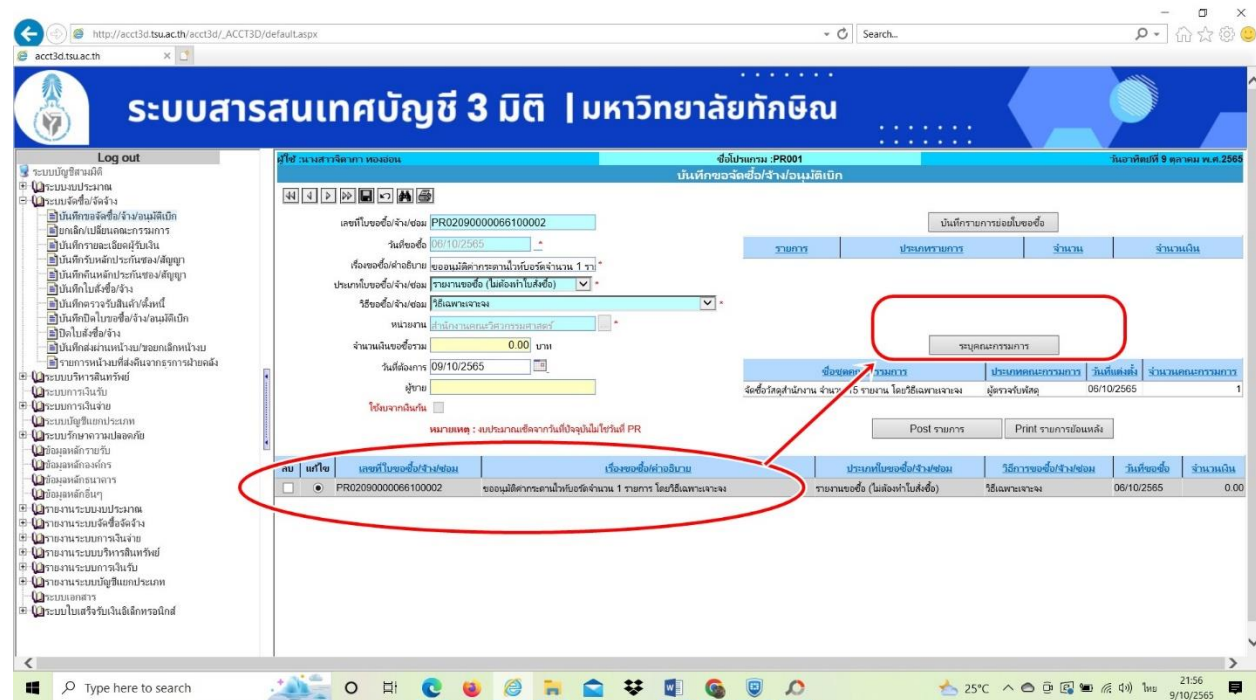 http://acct3d.tsu.ac.th/acct3d/_ACCT3D/default.aspx
Search...
acct3d.tsu.ac.th
ระบบสารสนเทศบัญชี 3 มิติ | มหาวิทยาลัยทักษิณ
Log out
ระบบบัญชีสามมิติ
ระบบงบประมาณ
ระบบจัดซื้อ/จัดจ้าง
บันทึกขอจัดซื้อ/จ้าง/อนุมัติเบิก
ยกเลิก/เปลี่ยนคณะกรรมการ
บันทึกรายละเอียดผู้รับเงิน
บันทึกรับหลักประกันซอง/สัญญา
บันทึกคืนหลักประกันซอง/สัญญา
บันทึกใบสั่งซื้อ/จ้าง
บันทึกตรวจรับสินค้า/ตั้งหนี้
บันทึกปิดใบขอซื้อ/จ้าง/อนุมัติเบิก
ปิดใบสั่งซื้อ/จ้าง
บันทึกส่งผ่านหน้างบ/ขอยกเลิกหน้างบ
รายการหน้างบที่ส่งคืนจากธุรการฝ่ายคลัง
ระบบบริหารสินทรัพย์
ระบบการเงินรับ
ระบบการเงินจ่าย
ระบบบัญชีแยกประเภท
ระบบรักษาความปลอดภัย
ข้อมูลหลักรายรับ
ข้อมูลหลักองค์กร
ข้อมูลหลักธนาคาร
ข้อมูลหลักอื่นๆ
รายงานระบบงบประมาณ
รายงานระบบจัดซื้อจัดจ้าง
รายงานระบบการเงินจ่าย
รายงานระบบบริหารสินทรัพย์
รายงานระบบการเงินรับ
รายงานระบบบัญชีแยกประเภท
ระบบเอกสาร
ระบบใบเสร็จรับเงินอิเล็กทรอนิกส์
ผู้ใช้ :นางสาวจิดาภา ทองอ่อน ชื่อโปรแกรม :PR001 วันอาทิตย์ที่ 9 ตุลาคม พ.ศ.2565
บันทึกขอจัดซื้อ/จ้าง/อนุมัติเบิก
เลขที่ใบขอซื้อ/จ้าง/ซ่อม PR02090000066100002
วันที่ขอซื้อ 06/10/2565 *
เรื่องขอซื้อ/คำอธิบาย ขออนุมัติค่ากระดานไวท์บอร์ดจำนวน 1 รา *
ประเภทใบขอซื้อ/จ้าง/ซ่อม รายงานขอซื้อ (ไม่ต้องทำใบสั่งซื้อ) *
วิธีขอซื้อ/จ้าง/ซ่อม วิธีเฉพาะเจาะจง *
หน่วยงาน สำนักงานคณะวิศวกรรมศาสตร์ *
จำนวนเงินขอซื้อรวม 0.00 บาท
วันที่ต้องการ 09/10/2565
ผู้ขาย
ใช้งบจากเงินกัน
หมายเหตุ : งบประมาณเช็คจากวันที่ปัจจุบันไม่ใช่วันที่ PR
บันทึกรายการย่อยใบขอซื้อ
รายการ ประเภทรายการ จำนวน จำนวนเงิน
ระบุคณะกรรมการ
ประเภทคณะกรรมการ วันที่แต่งตั้ง จำนวนคณะกรรมการ
ผู้ตรวจรับพัสดุ 06/10/2565 1
Post รายการ Print รายการย้อนหลัง
ลบ แก้ไข เลขที่ใบขอซื้อ/จ้าง/ซ่อม เรื่องขอซื้อ/คำอธิบาย ประเภทใบขอซื้อ/จ้าง/ซ่อม วิธีการขอซื้อ/จ้าง/ซ่อม วันที่ขอซื้อ จำนวนเงิน
PR02090000066100002 ขออนุมัติค่ากระดานไวท์บอร์ดจำนวน 1 รายการ โดยวิธีเฉพาะเจาะจง รายงานขอซื้อ (ไม่ต้องทำใบสั่งซื้อ) วิธีเฉพาะเจาะจง 06/10/2565 0.00
Type here to search
25°C
ไทย
21:56
9/10/2565